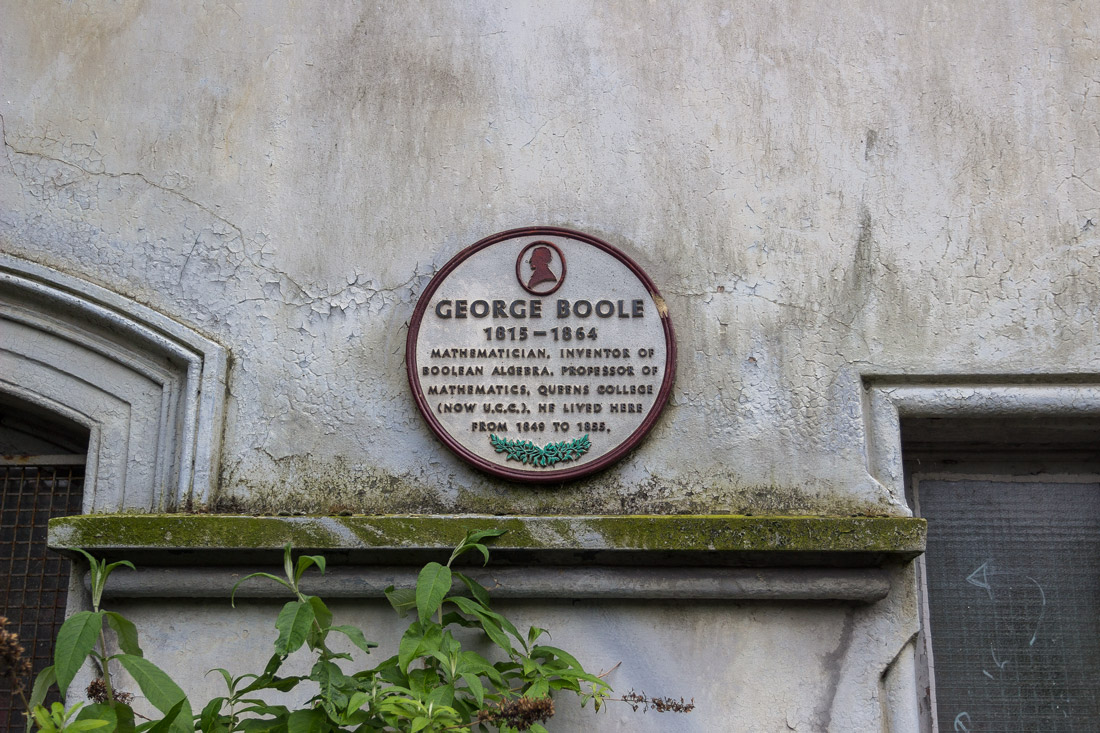 GEORGE BOOLE
1815-1864
MATHEMATICIAN, INVENTOR OF
BOOLEAN ALGEBRA, PROFESSOR OF
MATHEMATICS, QUEENS COLLEGE
(NOW U.C.C.). HE LIVED HERE
FROM 1849 TO 1855.